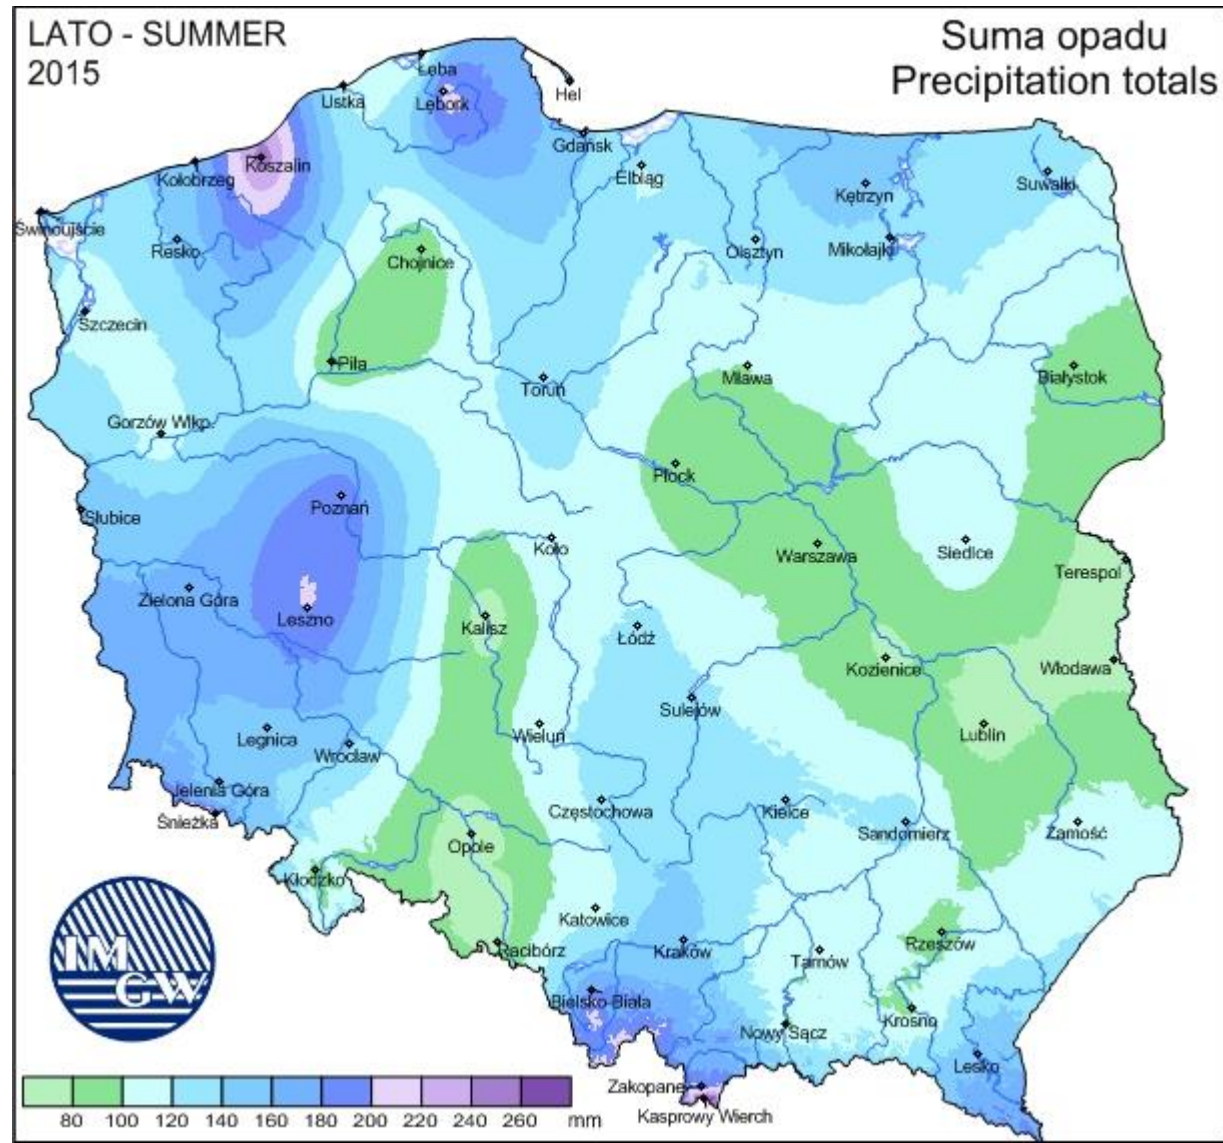 LATO - SUMMER
2015
Suma opadu
Precipitation totals
Łeba
Ustka
Lębork
Hel
Gdańsk
Koszalin
Kołobrzeg
Elbląg
Kętrzyn
Suwałki
Świnoujście
Resko
Chojnice
Olsztyn
Mikołajki
Szczecin
Piła
Toruń
Mława
Białystok
Gorzów Wlkp.
Płock
Słubice
Poznań
Koło
Warszawa
Siedlce
Terespol
Zielona Góra
Leszno
Kalisz
Łódź
Kozienice
Włodawa
Legnica
Wrocław
Wieluń
Sulejów
Lublin
Jelenia Góra
Śnieżka
Częstochowa
Kielce
Sandomierz
Zamość
Opole
Kłodzko
Katowice
Racibórz
Kraków
Tarnów
Rzeszów
Bielsko-Biała
Nowy Sącz
Krosno
Lesko
Zakopane
Kasprowy Wierch
IM
GW
80 100 120 140 160 180 200 220 240 260 mm